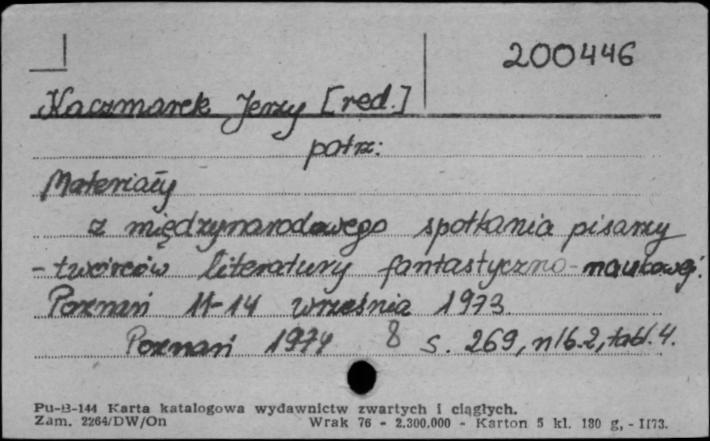 200446
Kaczmarek Jerzy [red.]
patrz:
Materiały
z międzynarodowego spotkania pisarzy
- twórców literatury fantastyczno-naukowej.
Poznań 11-14 września 1973.
Poznań 1974 8 s. 269, nlb. 2, tabl. 4.
Pu-B-144 Karta katalogowa wydawnictw zwartych i ciągłych.
Zam. 2264/DW/On Wrak 76 - 2.300.000 - Karton 5 kl. 180 g, - II73.